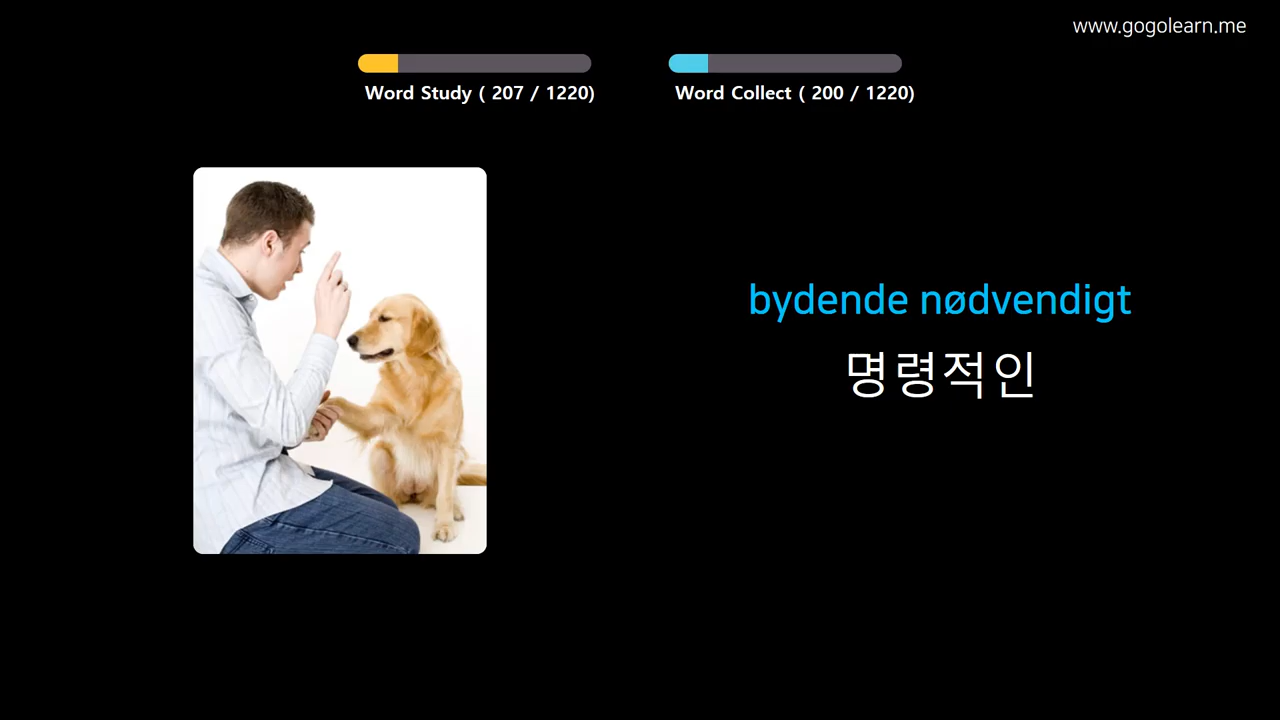 www.gogolearn.me
Word Study ( 207 / 1220)
Word Collect ( 200 / 1220)
bydende nødvendigt
명령적인